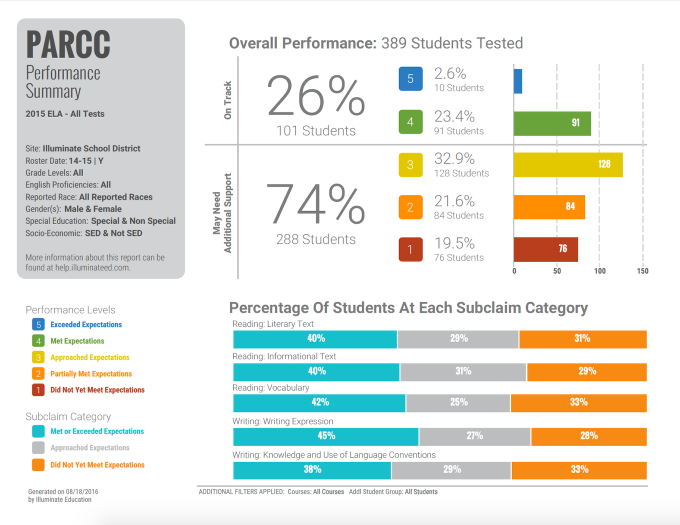 PARCC
Performance
Summary
2015 ELA - All Tests
Site: Illuminate School District
Roster Date: 14-15 | Y
Grade Levels: All
English Proficiencies: All
Reported Race: All Reported Races
Gender(s): Male & Female
Special Education: Special & Non Special
Socio-Economic: SED & Not SED
More information about this report can be
found at help.illuminateed.com.
Overall Performance: 389 Students Tested
On Track
26%
101 Students
5
2.6%
10 Students
4
23.4%
91 Students
91
May Need
Additional Support
74%
288 Students
3
32.9%
128 Students
128
2
21.6%
84 Students
84
1
19.5%
76 Students
76
0 50 100 150
Performance Levels
5 Exceeded Expectations
4 Met Expectations
3 Approached Expectations
2 Partially Met Expectations
1 Did Not Yet Meet Expectations
Subclaim Category
Met or Exceeded Expectations
Approached Expectations
Did Not Yet Meet Expectations
Percentage Of Students At Each Subclaim Category
Reading: Literary Text
40% 29% 31%
Reading: Informational Text
40% 31% 29%
Reading: Vocabulary
42% 25% 33%
Writing: Writing Expression
45% 27% 28%
Writing: Knowledge and Use of Language Conventions
38% 29% 33%
Generated on 08/18/2016
by Illuminate Education
ADDITIONAL FILTERS APPLIED: Courses: All Courses Addl Student Group: All Students